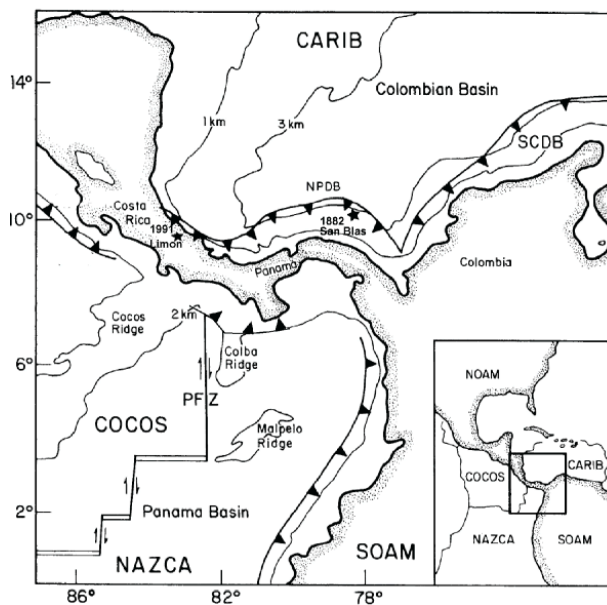 CARIB
14°
Colombian Basin
1 km
3 km
SCDB
NPDB
Costa
Rica
10°
1991
Limon
1882
San Blas
Panama
Colombia
Cocos
Ridge
2 km
Coiba
Ridge
6°
NOAM
PFZ
COCOS
Malpelo
Ridge
COCOS
CARIB
2°
Panama Basin
NAZCA
SOAM
NAZCA
SOAM
86°
82°
78°